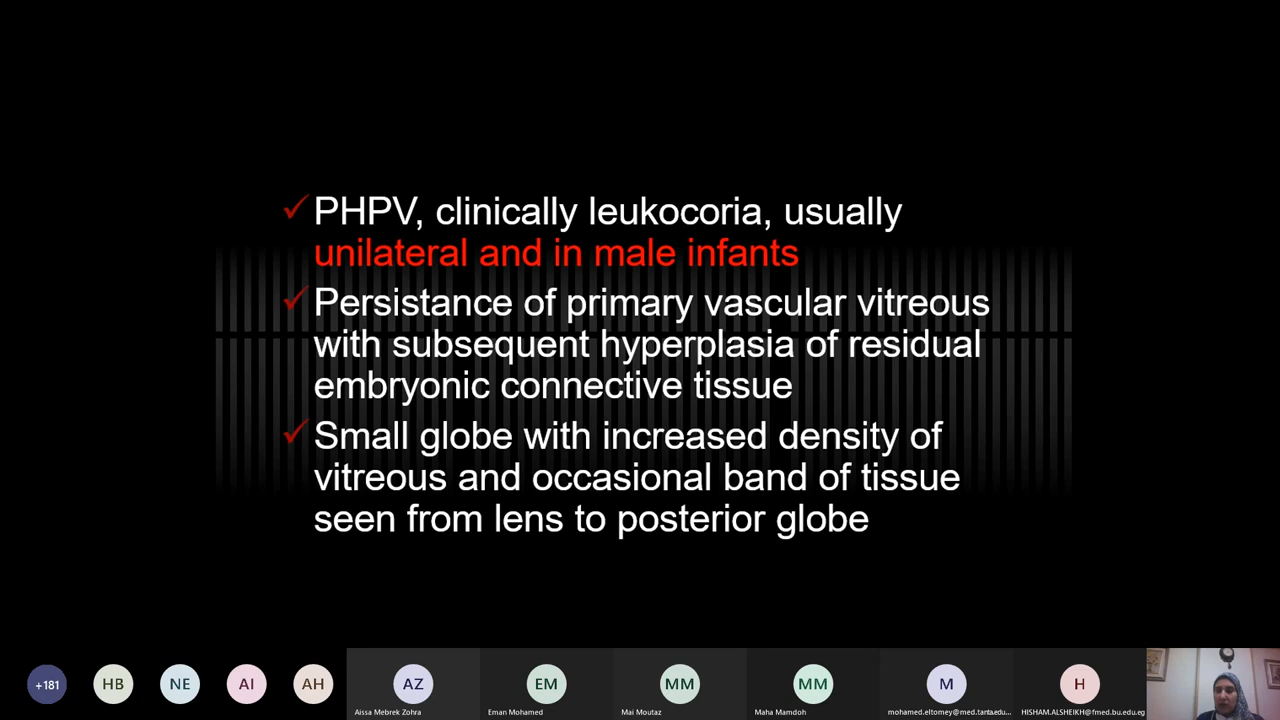 PHPV, clinically leukocoria, usually
unilateral and in male infants
Persistance of primary vascular vitreous
with subsequent hyperplasia of residual
embryonic connective tissue
Small globe with increased density of
vitreous and occasional band of tissue
seen from lens to posterior globe
+181
HB
NE
AI
AH
AZ
EM
MM
MM
M
H
Aissa Mebrek Zohra
Eman Mohamed
Mai Moutaz
Maha Mamdoh
mohamed.eltomey@med.tanta.edu...
HISHAM.ALSHEIKH@fmed.bu.edu.eg